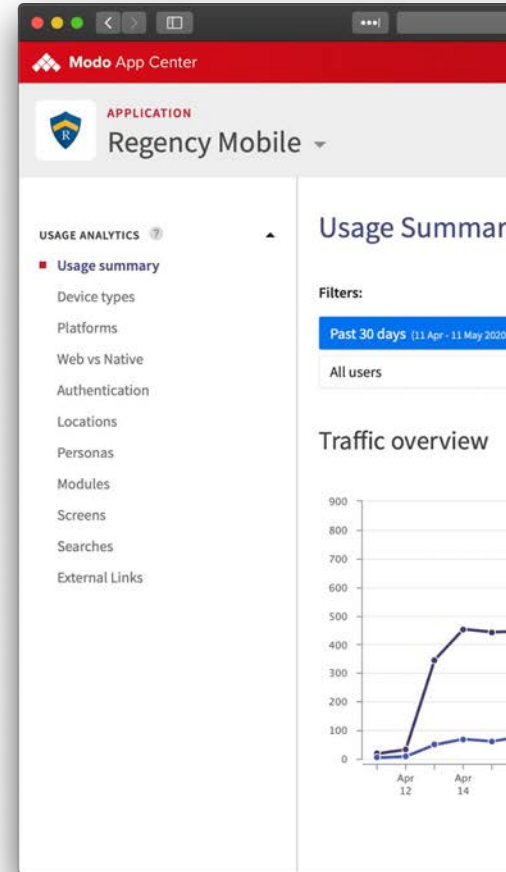 Modo App Center
APPLICATION
R
Regency Mobile
USAGE ANALYTICS ?
Usage summary
Device types
Platforms
Web vs Native
Authentication
Locations
Personas
Modules
Screens
Searches
External Links
Usage Summar
Filters:
Past 30 days (11 Apr - 11 May 2020
All users
Traffic overview
900
800
700
600
500
400
300
200
100
0
Apr Apr
12 14